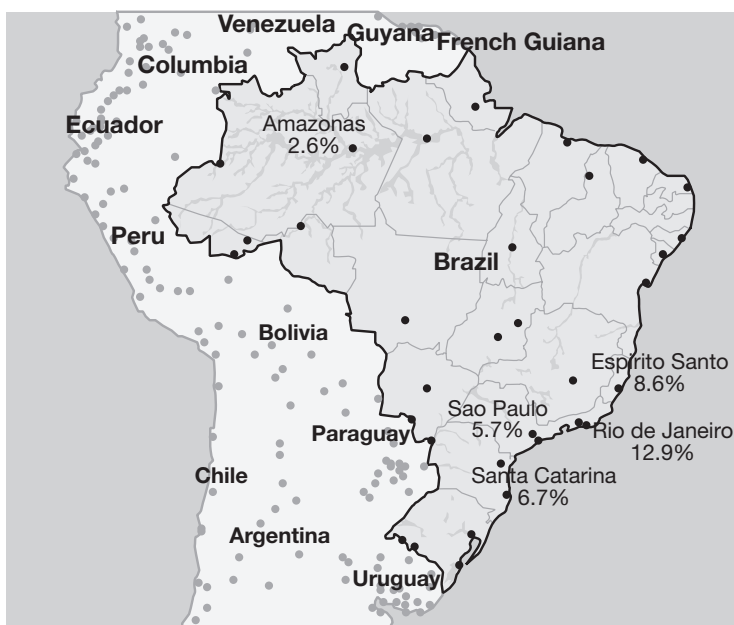 Venezuela
Guyana
French Guiana
Columbia
Ecuador
Amazonas
2.6%
Peru
Brazil
Bolivia
Espirito Santo
8.6%
Sao Paulo
5.7%
Paraguay
Rio de Janeiro
12.9%
Chile
Santa Catarina
6.7%
Argentina
Uruguay